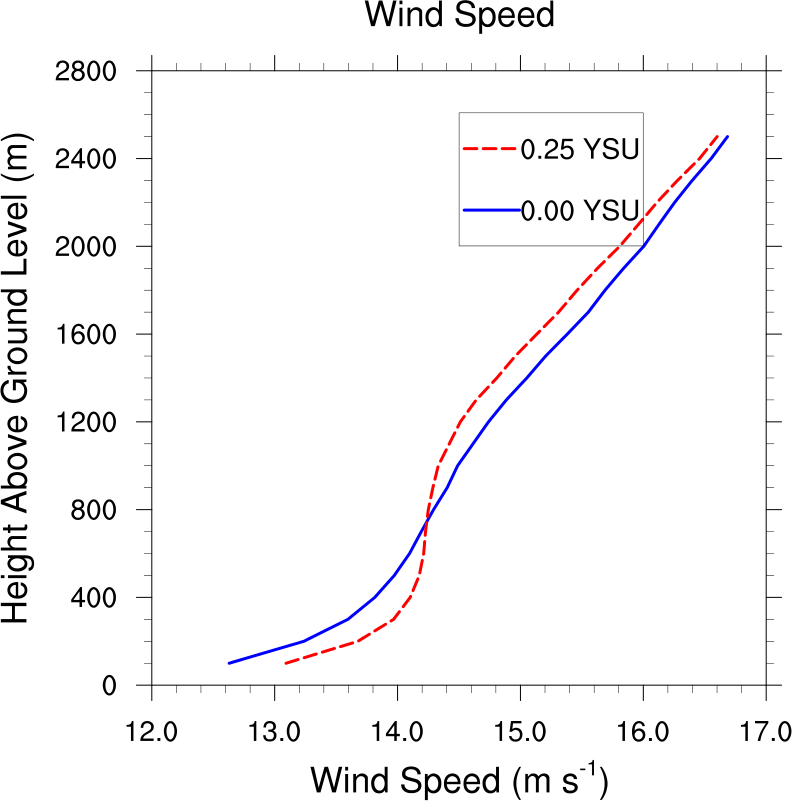 Wind Speed
2800
2400
2000
1600
1200
800
400
0
Height Above Ground Level (m)
0.25 YSU
0.00 YSU
12.0 13.0 14.0 15.0 16.0 17.0
Wind Speed (m s⁻¹)